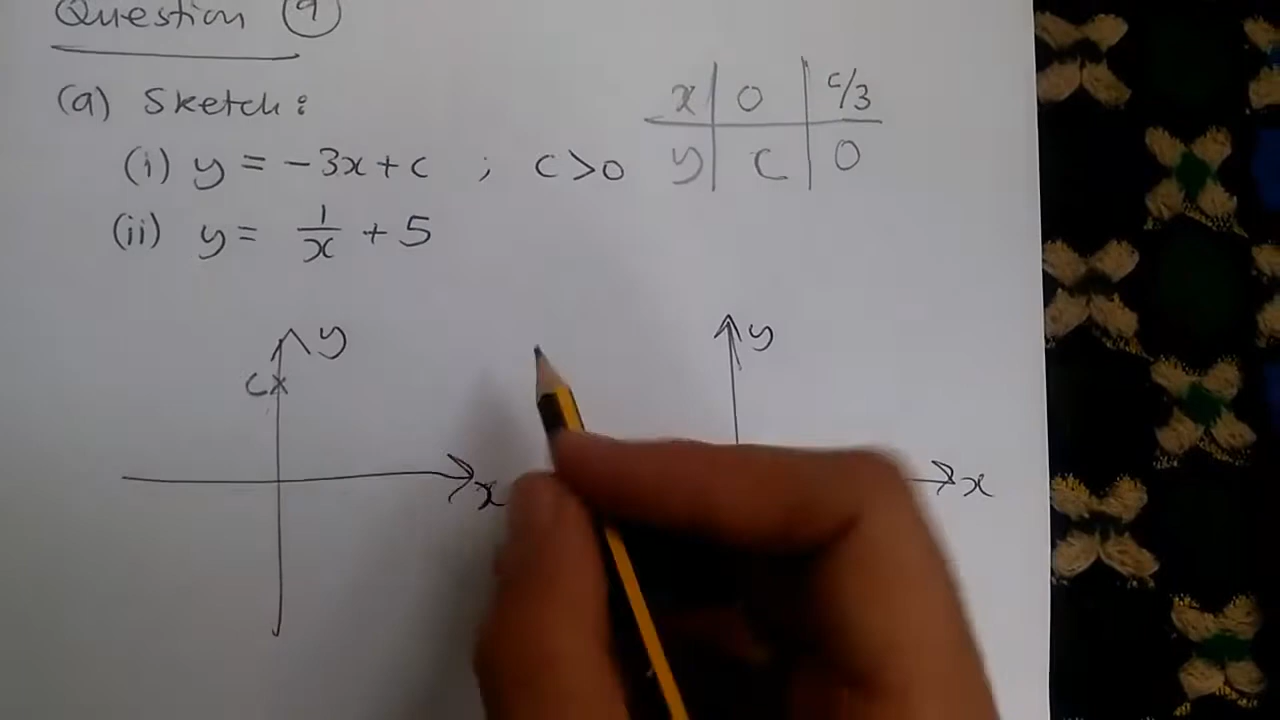 Question 9
(a) Sketch:
x | 0 | c/3
(i) y = -3x + c ; c>0
y | c | 0
(ii) y = 1/x + 5
y
y
c
x
x